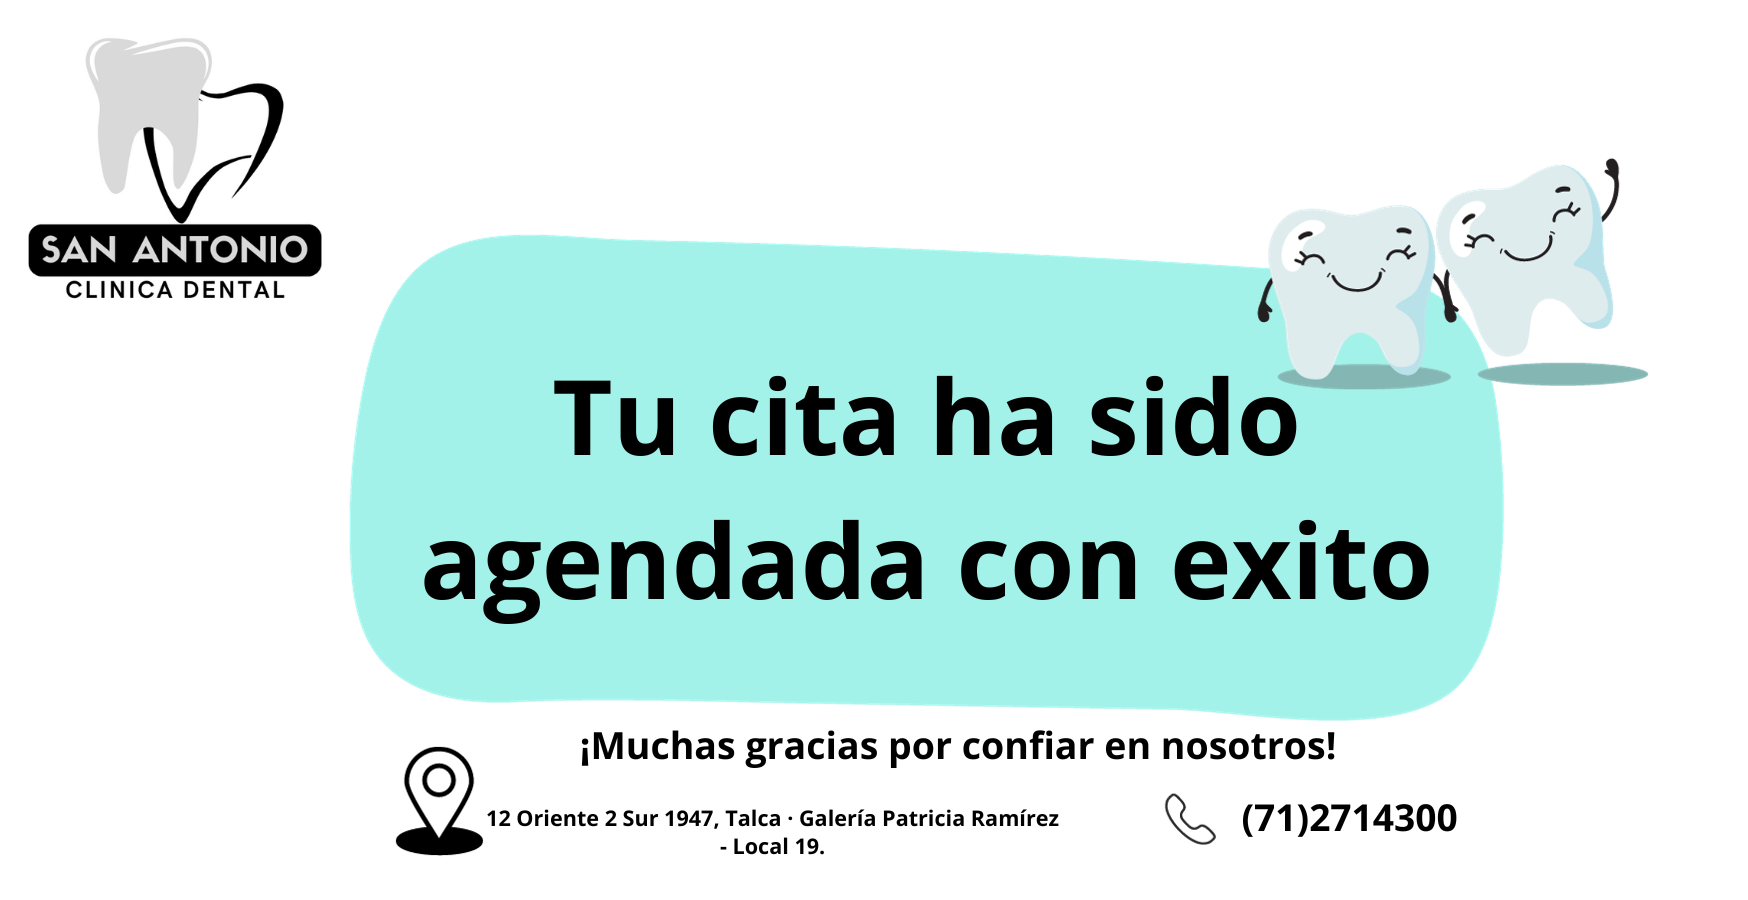 SAN ANTONIO
CLINICA DENTAL
Tu cita ha sido
agendada con exito
¡Muchas gracias por confiar en nosotros!
12 Oriente 2 Sur 1947, Talca · Galería Patricia Ramírez
- Local 19.
(71)2714300